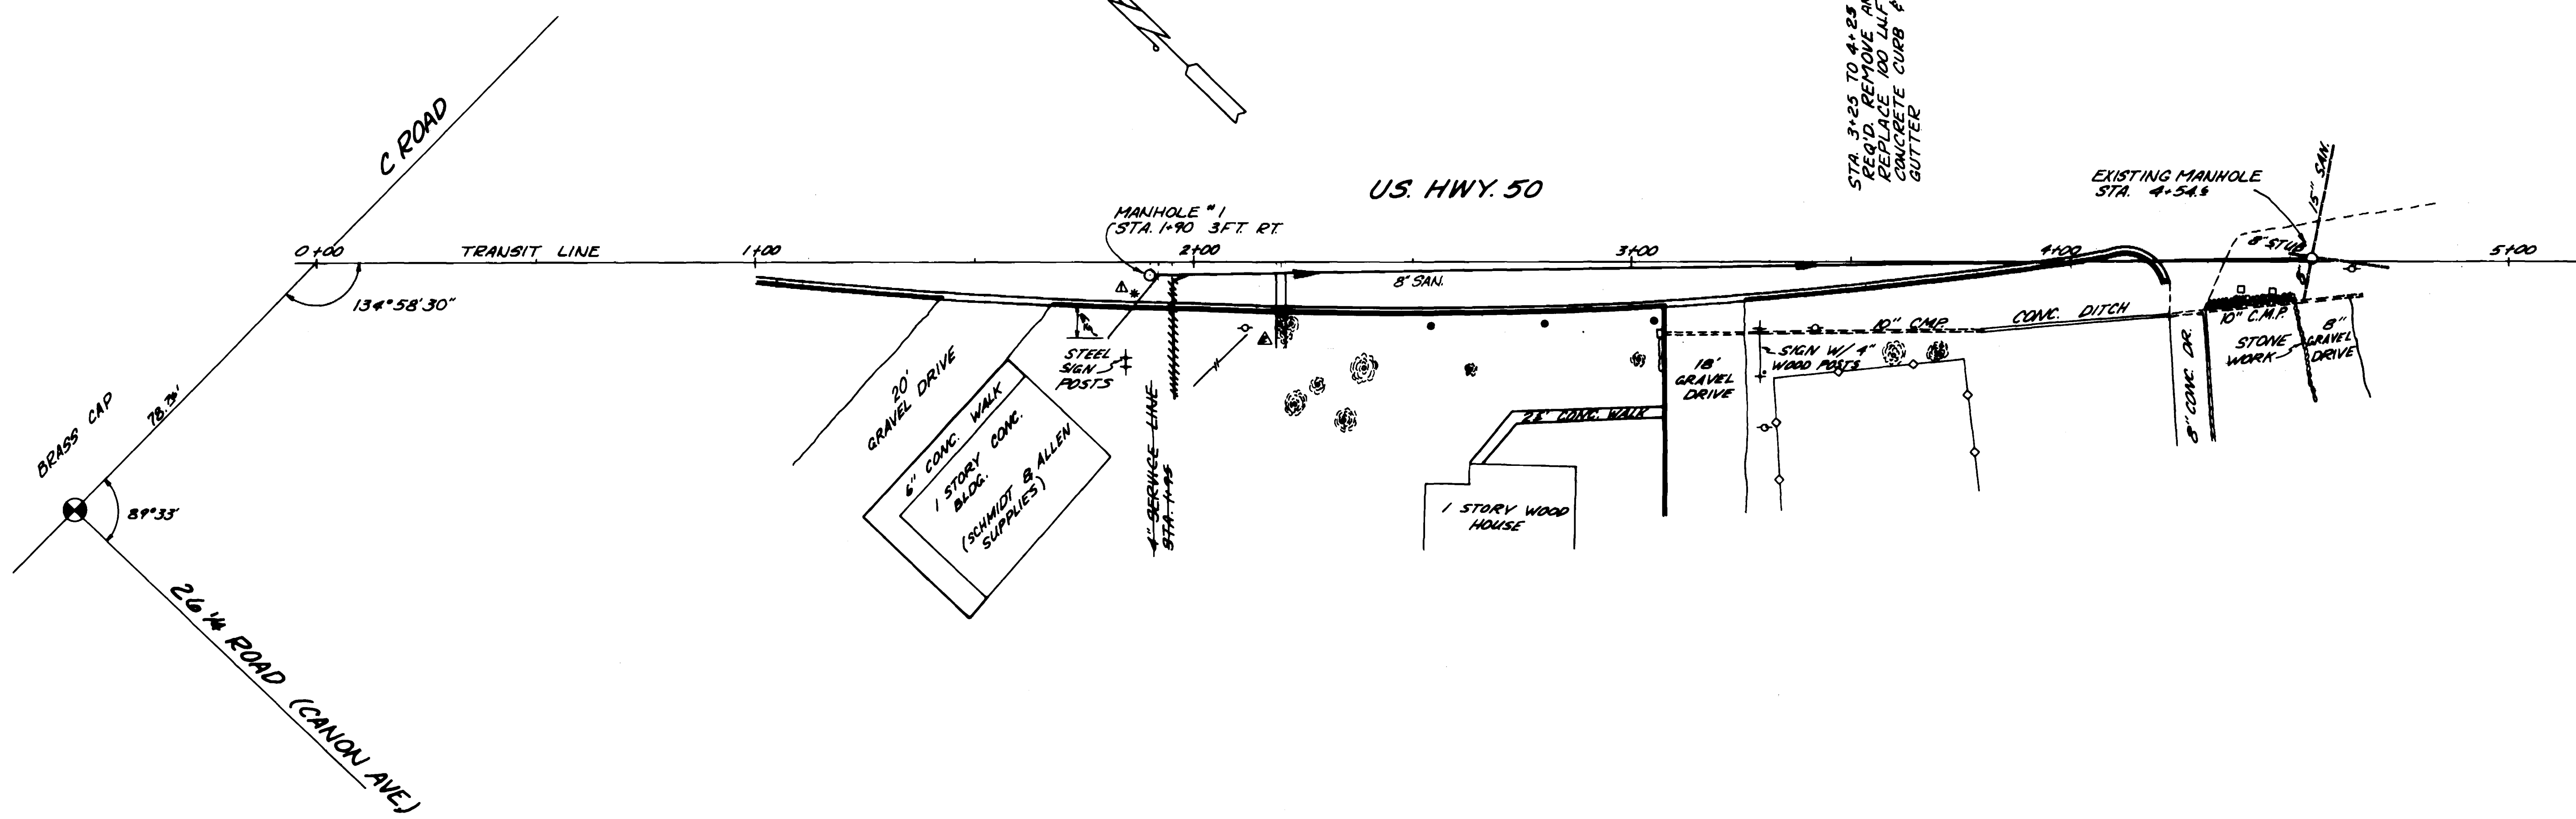 C ROAD
STA. 3+25 TO 4+25
REQ'D. REMOVE
REPLACE 100 LN.F
CONCRETE CURB &
GUTTER
US. HWY. 50
EXISTING MANHOLE
STA. 4+54.5
15" SAN.
MANHOLE #1
STA. 1+90 3FT. RT.
0+00
TRANSIT LINE
1+00
2+00
3+00
4+00
8" STUB
5+00
134°58'30"
8" SAN.
8"
STEEL
SIGN
POSTS
20'
GRAVEL DRIVE
6" CONC. WALK
1 STORY CONC.
BLDG.
(SCHMIDT & ALLEN
SUPPLIES)
4" SERVICE LINE
STA. 1+95
2.5' CONC. WALK
1 STORY WOOD
HOUSE
18'
GRAVEL
DRIVE
10" CMP.
SIGN W/ 4"
WOOD POSTS
CONC. DITCH
8" CONC. DR.
10" C.M.P.
STONE
WORK
8"
GRAVEL
DRIVE
BRASS CAP
89°33'
26 1/4 ROAD (CANON AVE.)